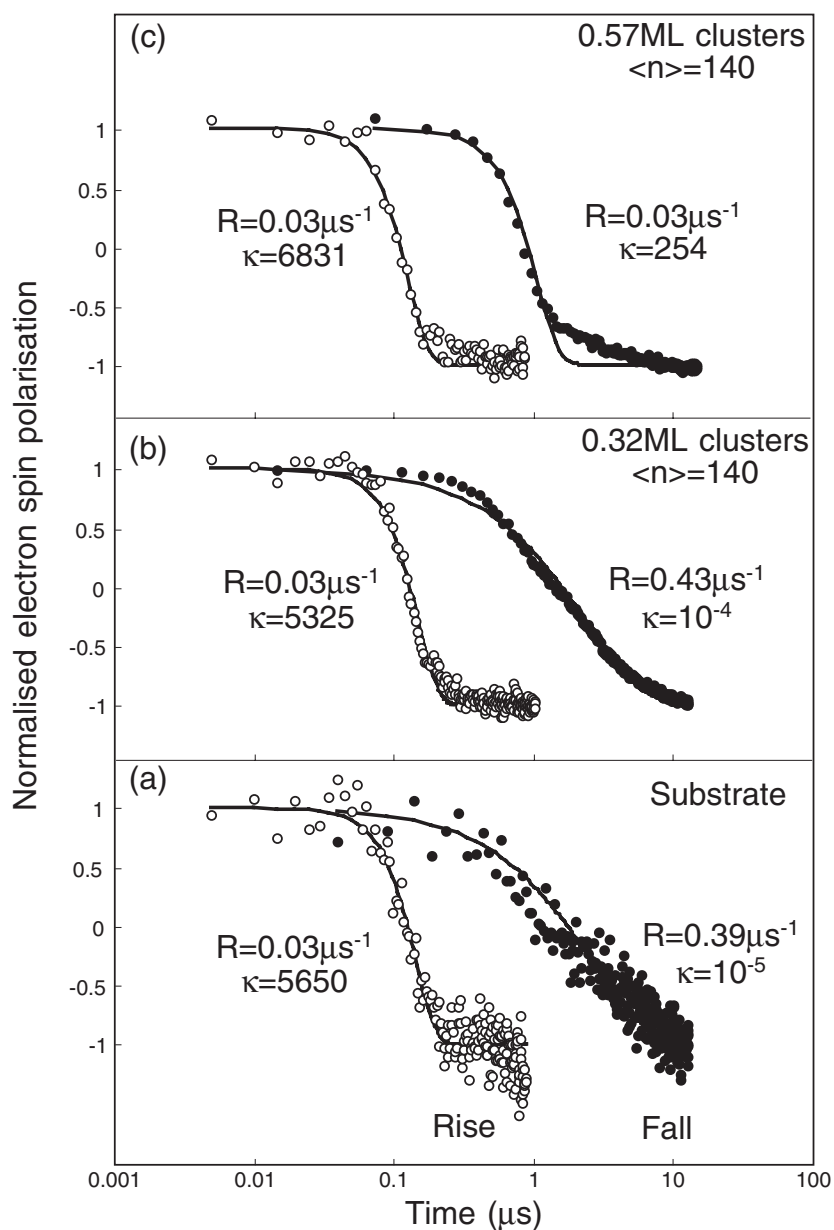 (c)
0.57ML clusters
<n>=140
1
0.5
0
-0.5
-1
R=0.03μs⁻¹
κ=6831
R=0.03μs⁻¹
κ=254
(b)
0.32ML clusters
<n>=140
1
0.5
0
-0.5
-1
R=0.03μs⁻¹
κ=5325
R=0.43μs⁻¹
κ=10⁻⁴
(a)
Substrate
1
0.5
0
-0.5
-1
R=0.03μs⁻¹
κ=5650
R=0.39μs⁻¹
κ=10⁻⁵
Rise
Fall
Normalised electron spin polarisation
0.001 0.01 0.1 1 10 100
Time (μs)